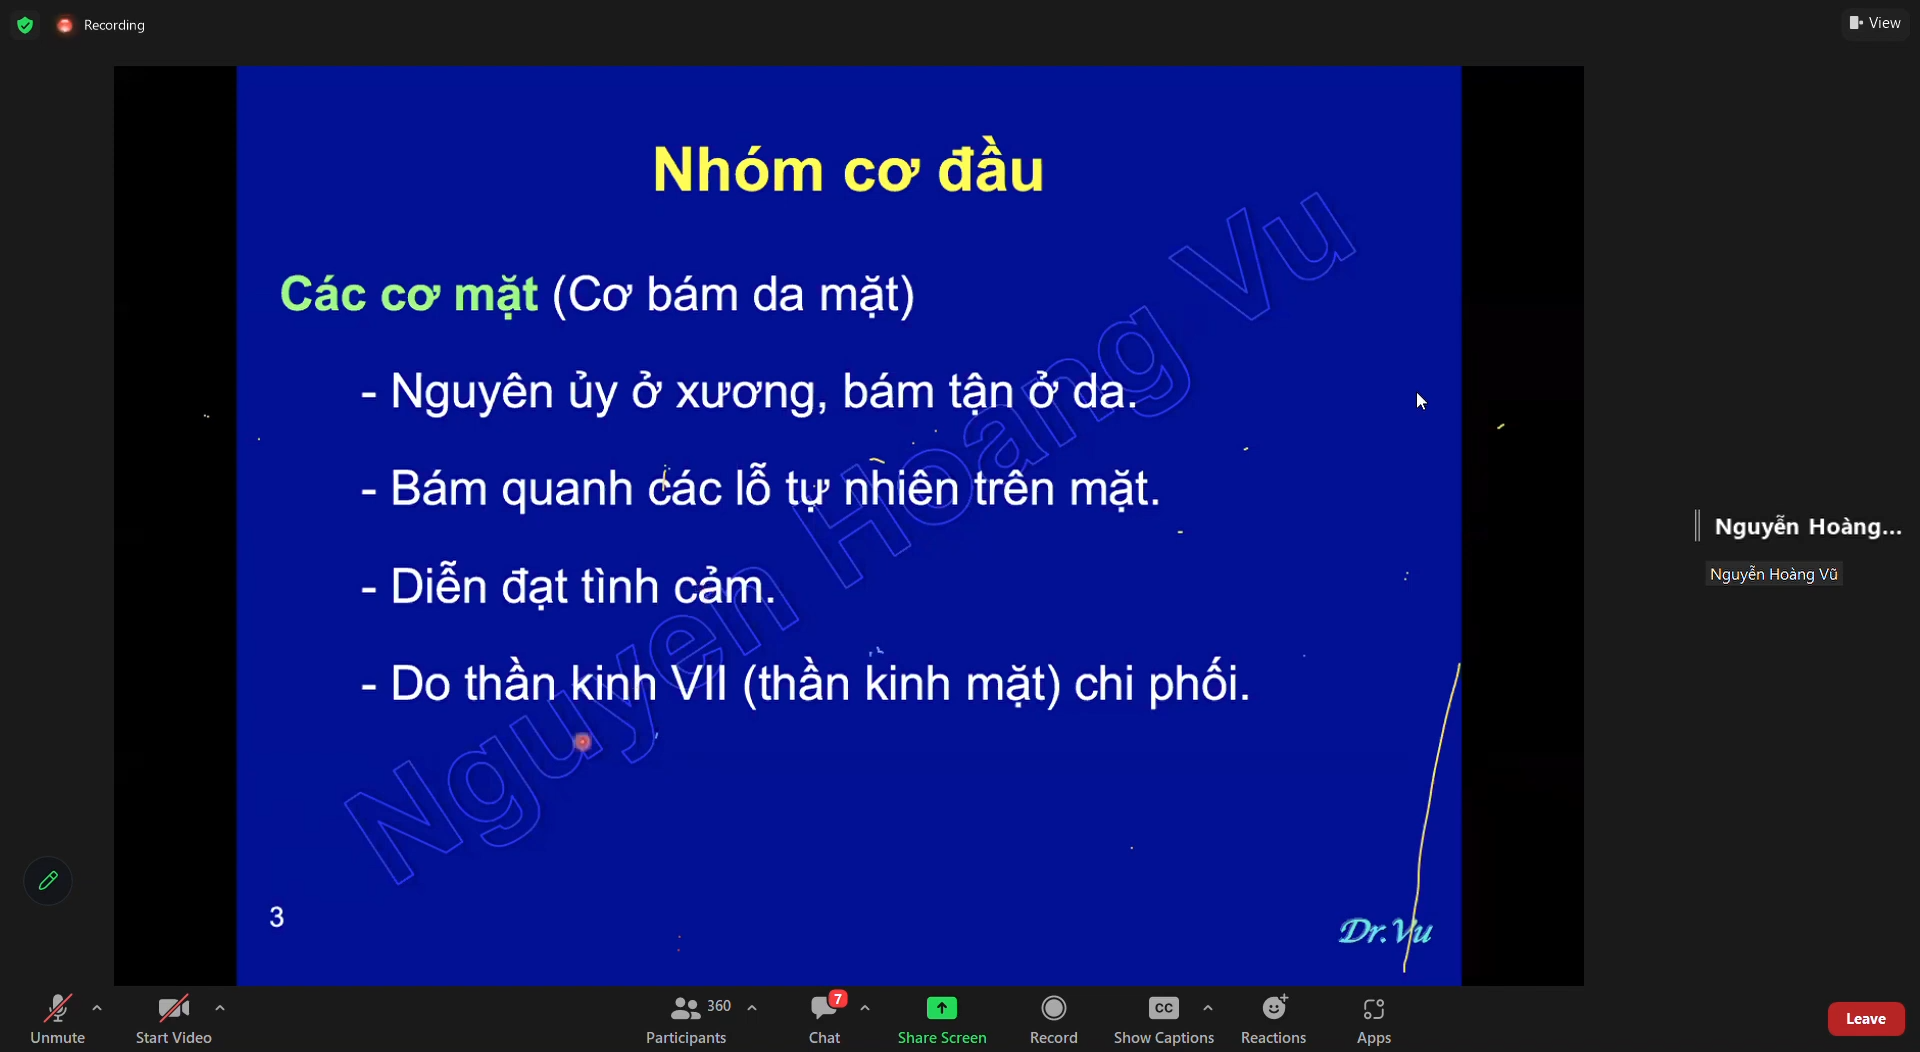 Recording
View
Nhóm cơ đầu
Các cơ mặt (Cơ bám da mặt)
- Nguyên ủy ở xương, bám tận ở da.
- Bám quanh các lỗ tự nhiên trên mặt.
- Diễn đạt tình cảm.
- Do thần kinh VII (thần kinh mặt) chi phối.
Nguyen Hoang Vu
3
Dr.Vu
Nguyễn Hoàng...
Nguyễn Hoàng Vũ
Unmute
Start Video
360
Participants
7
Chat
Share Screen
Record
CC
Show Captions
Reactions
Apps
Leave